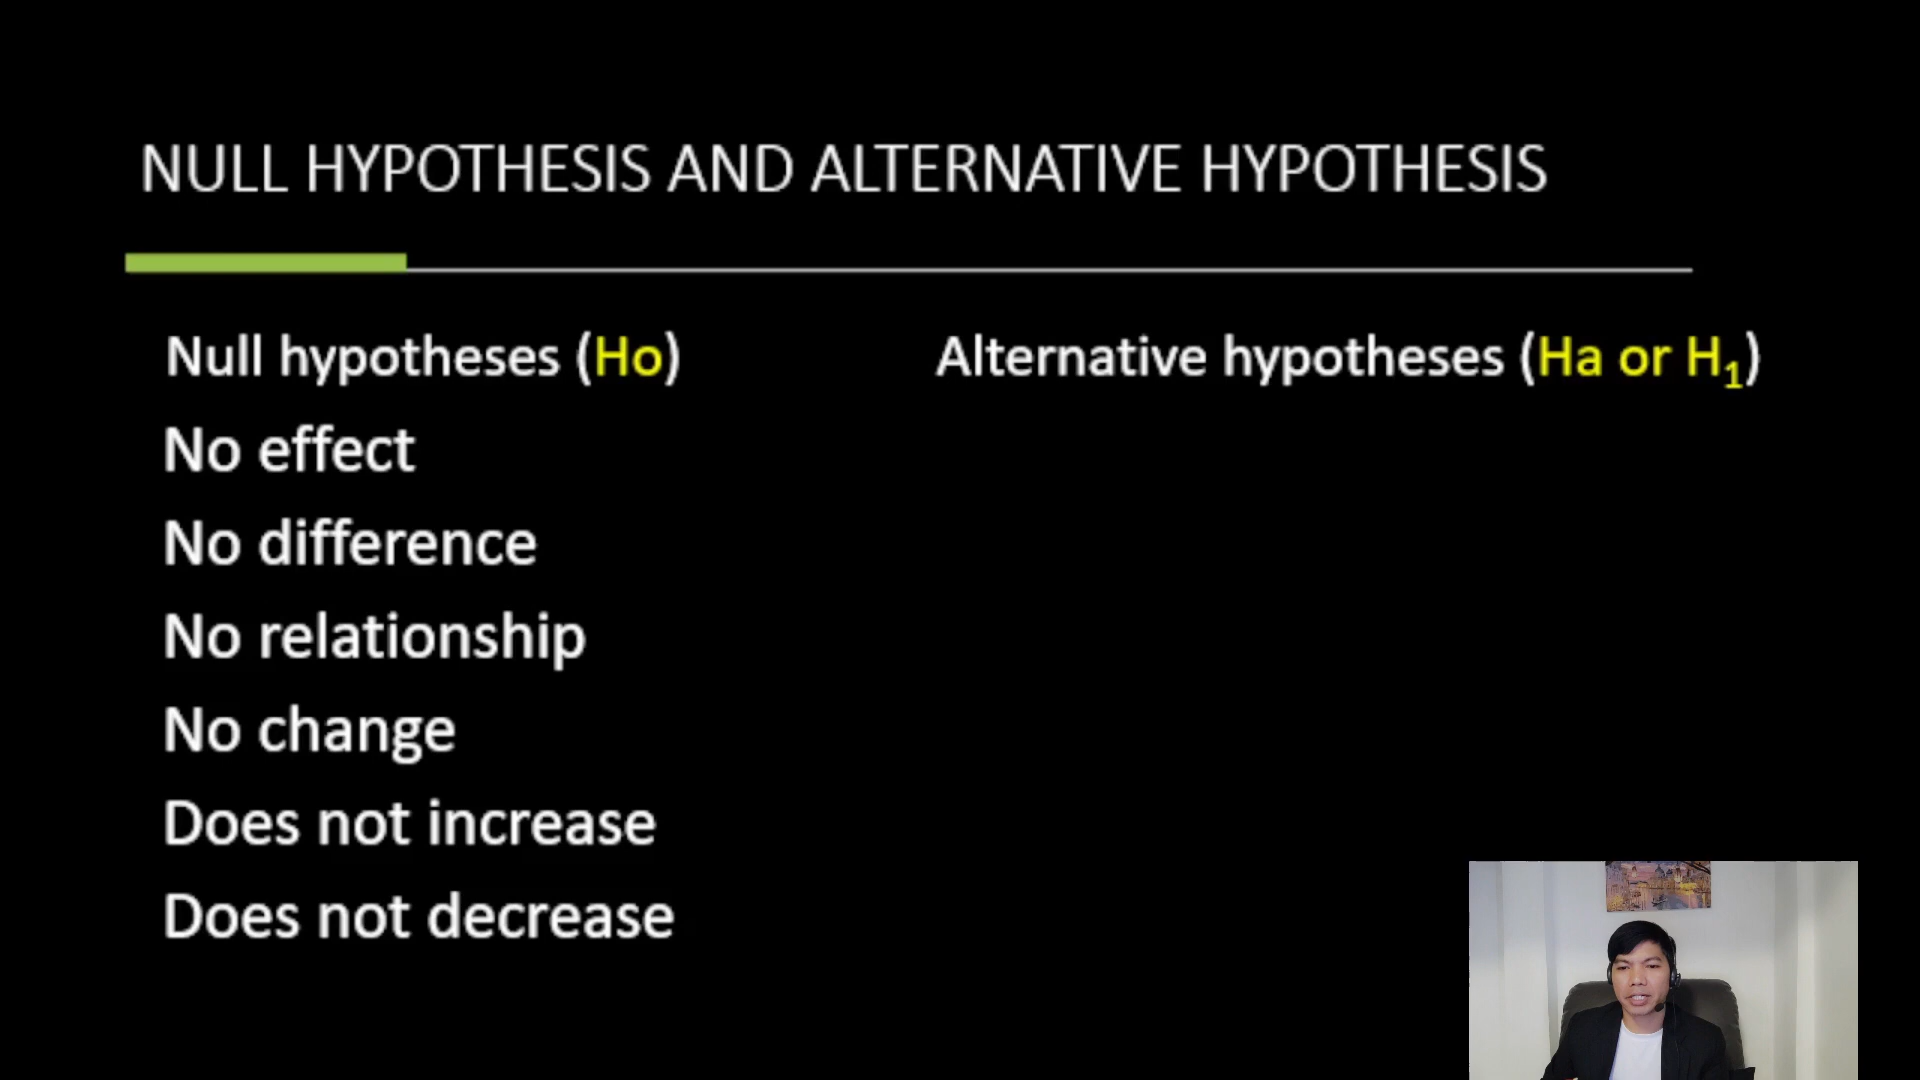 NULL HYPOTHESIS AND ALTERNATIVE HYPOTHESIS
Null hypotheses (Ho)
Alternative hypotheses (Ha or H₁)
No effect
No difference
No relationship
No change
Does not increase
Does not decrease